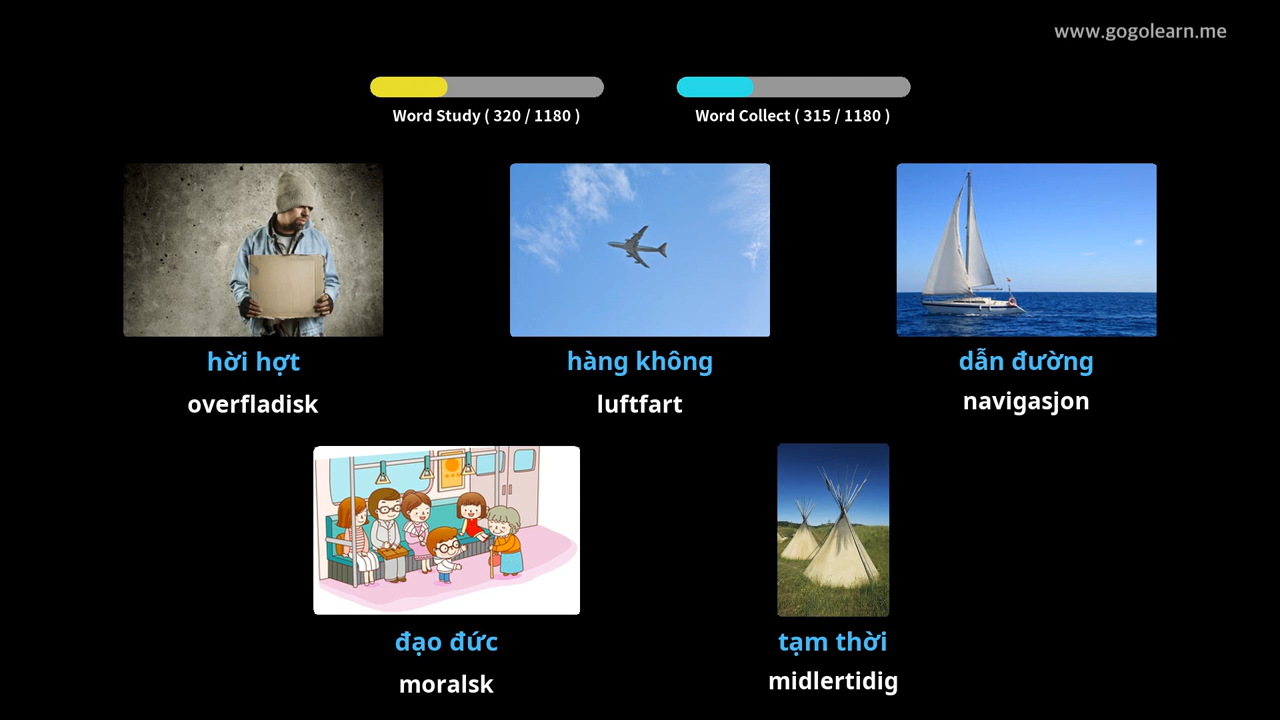 www.gogolearn.me
Word Study ( 320 / 1180 )
Word Collect ( 315 / 1180 )
hời hợt
overfladisk
hàng không
luftfart
dẫn đường
navigasjon
đạo đức
moralsk
tạm thời
midlertidig